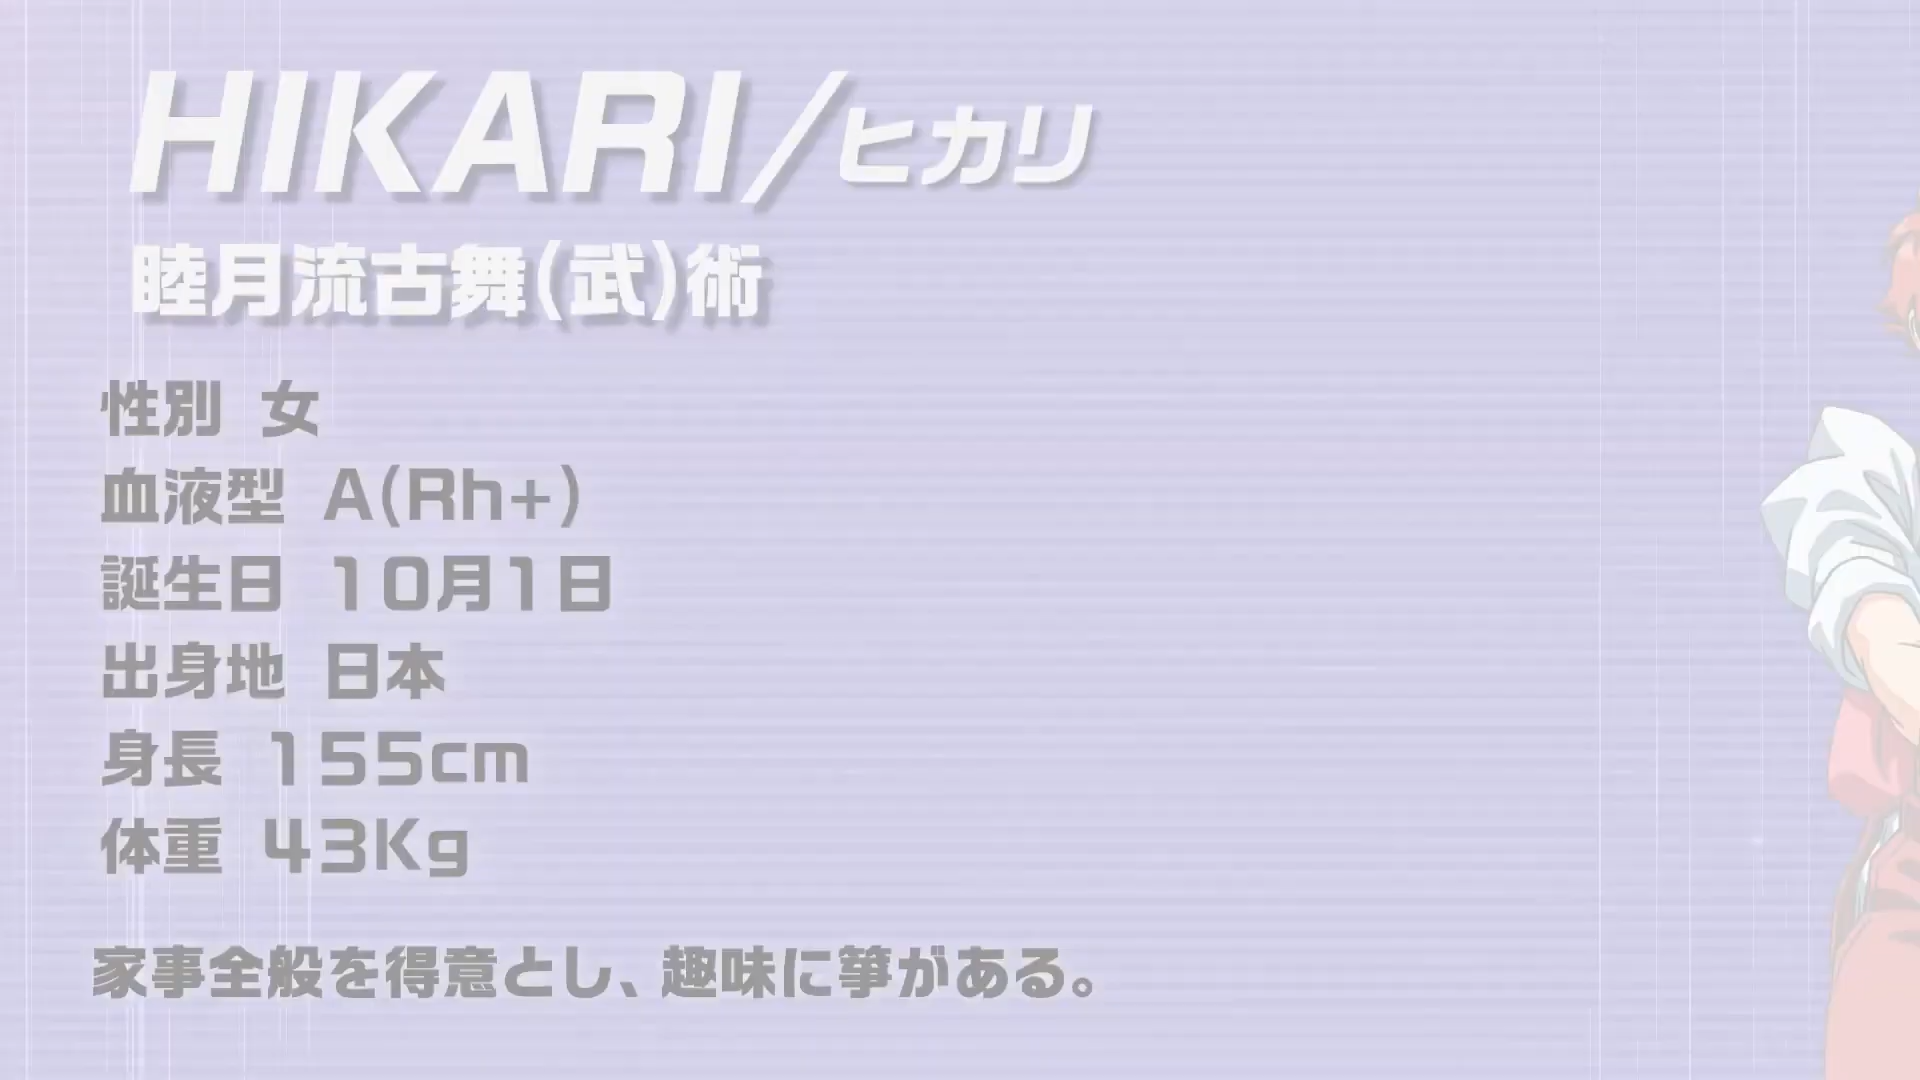 HIKARI/ヒカリ
睦月流古舞(武)術
性別 女
血液型 A(Rh+)
誕生日 10月1日
出身地 日本
身長 155cm
体重 43Kg
家事全般を得意とし、趣味に箏がある。